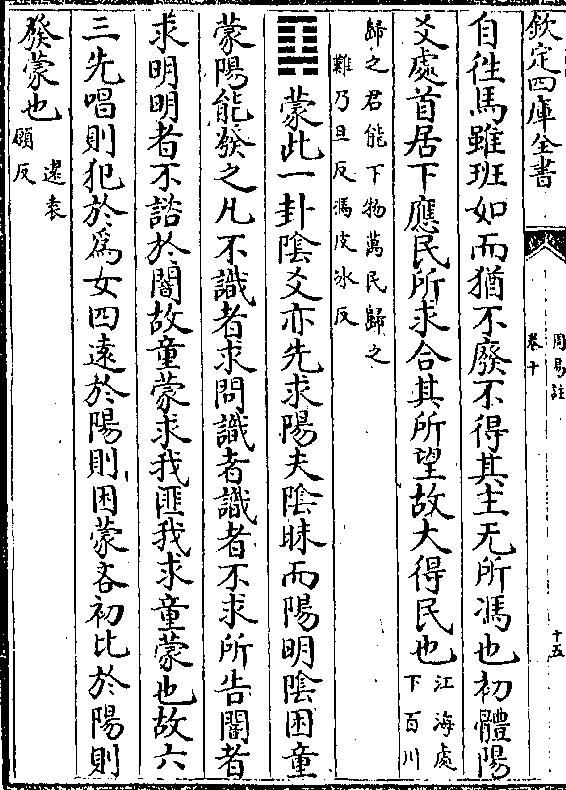 欽定四庫全書
周易註
卷十
十五
自徃馬雖班如而猶不廢不得其主无所馮也初體陽
爻處首居下應民所求合其所望故大得民也江海處
下百川
歸之君能下物萬民歸之
難乃旦反馮皮冰反
䷃蒙此一卦陰爻亦先求陽夫陰昧而陽明陰困童
蒙陽能發之凡不識者求問識者識者不求所告闇者
求明明者不諮於闇故童蒙求我匪我求童蒙也故六
三先唱則犯於爲女四遠於陽則困蒙吝初比於陽則
發蒙也遠袁
願反